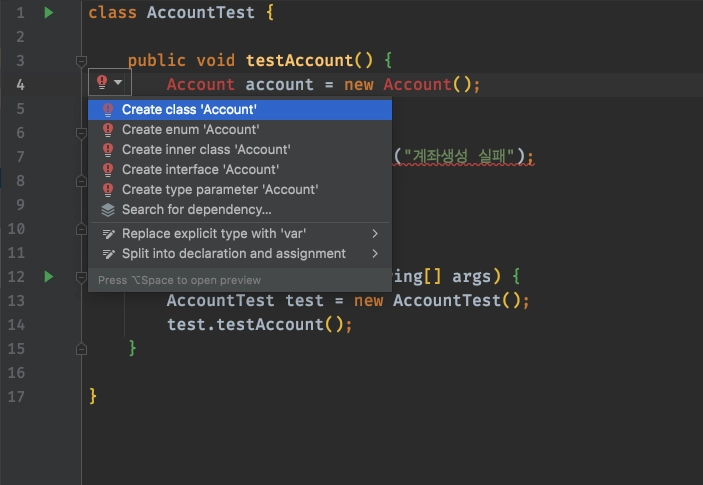 1 class AccountTest {
2
3 public void testAccount() {
4 Account account = new Account();
5
Create class 'Account'
Create enum 'Account'
6
Create inner class 'Account'
7 ("계좌생성 실패");
Create interface 'Account'
8
Create type parameter 'Account'
9
Search for dependency...
10
Replace explicit type with 'var'
11
Split into declaration and assignment
12 ing[] args) {
Press ⌥Space to open preview
13 AccountTest test = new AccountTest();
14 test.testAccount();
15 }
16
17 }